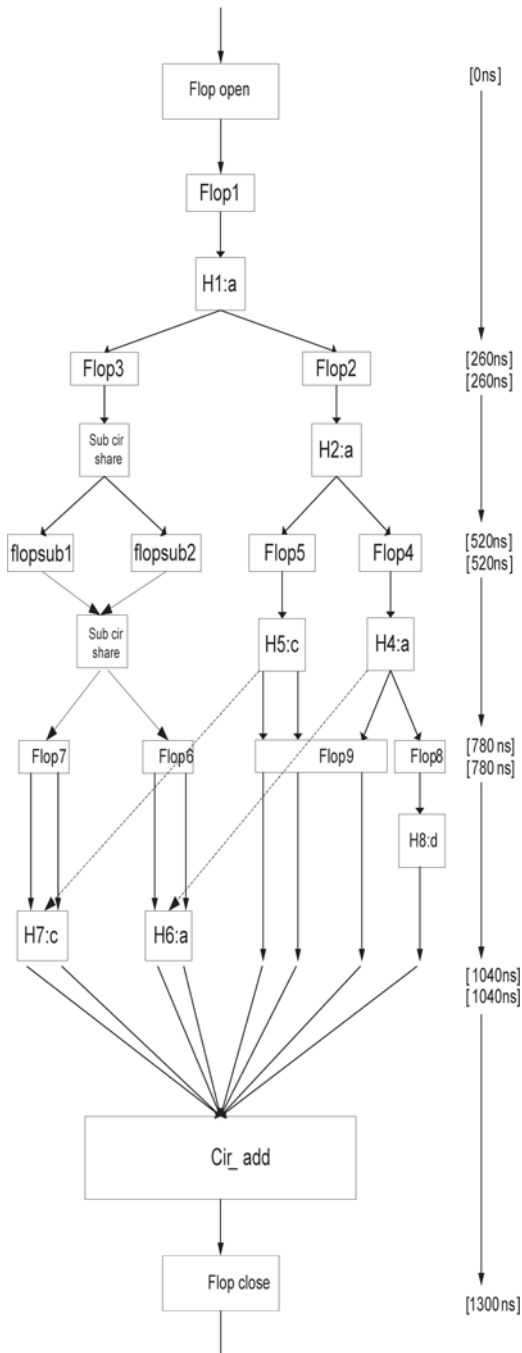 Flop open
[0ns]
Flop1
H1:a
Flop3
Flop2
[260ns]
[260ns]
Sub cir
share
H2:a
flopsub1
flopsub2
Flop5
Flop4
[520ns]
[520ns]
Sub cir
share
H5:c
H4:a
Flop7
Flop6
Flop9
Flop8
[780 ns]
[780 ns]
H8:d
H7:c
H6:a
[1040ns]
[1040ns]
Cir_ add
Flop close
[1300ns]